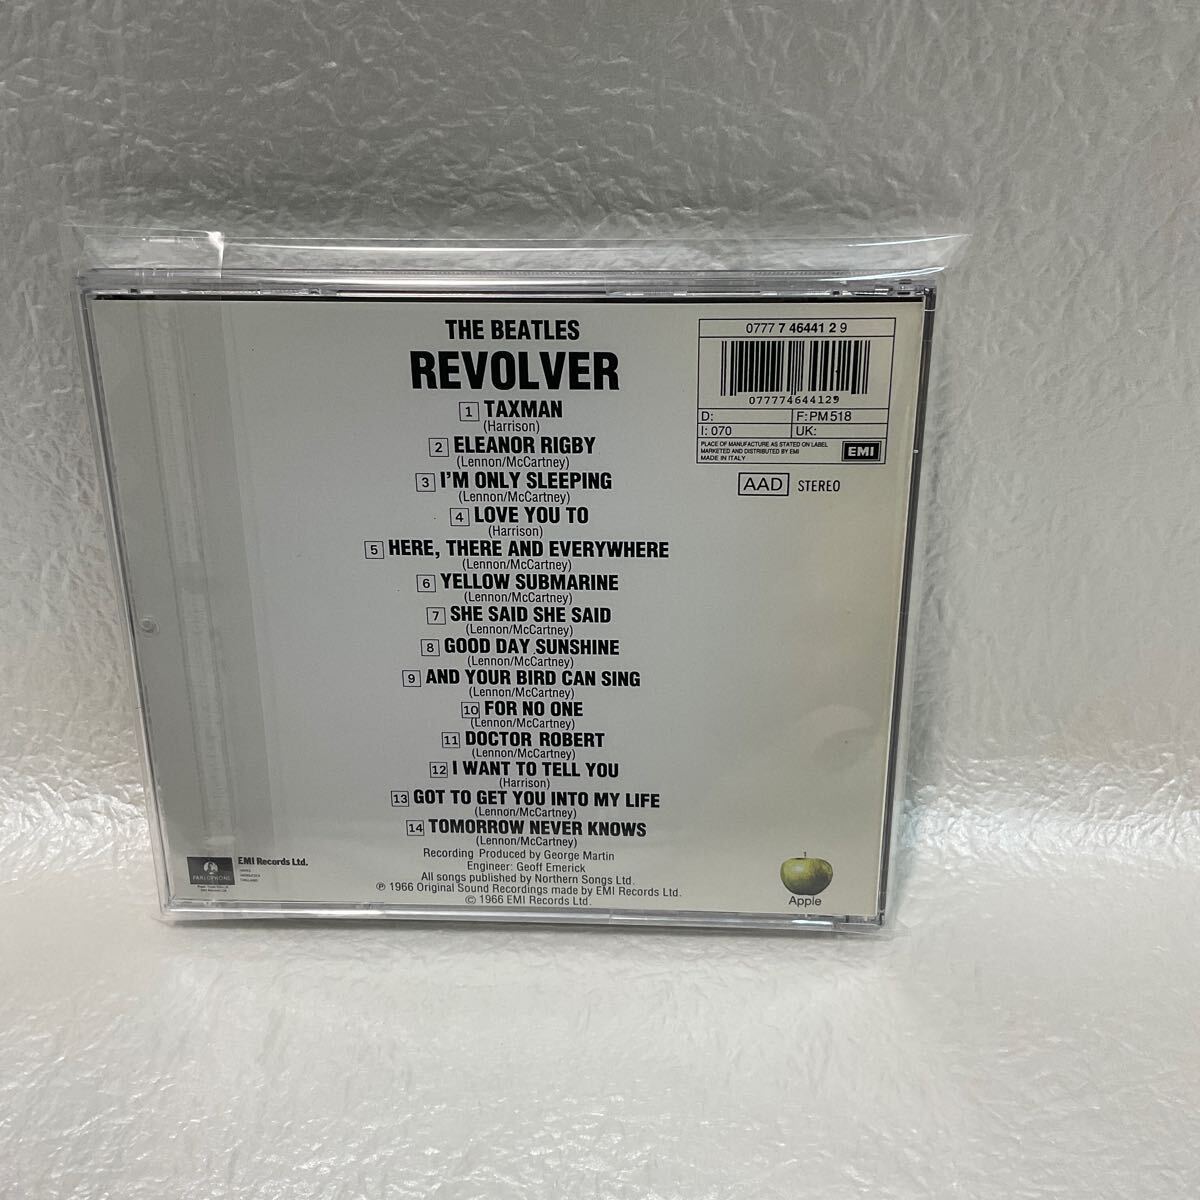 THE BEATLES
REVOLVER
1 TAXMAN
(Harrison)
2 ELEANOR RIGBY
(Lennon/McCartney)
3 I'M ONLY SLEEPING
(Lennon/McCartney)
4 LOVE YOU TO
(Harrison)
5 HERE, THERE AND EVERYWHERE
(Lennon/McCartney)
6 YELLOW SUBMARINE
(Lennon/McCartney)
7 SHE SAID SHE SAID
(Lennon/McCartney)
8 GOOD DAY SUNSHINE
(Lennon/McCartney)
9 AND YOUR BIRD CAN SING
(Lennon/McCartney)
10 FOR NO ONE
(Lennon/McCartney)
11 DOCTOR ROBERT
(Lennon/McCartney)
12 I WANT TO TELL YOU
(Harrison)
13 GOT TO GET YOU INTO MY LIFE
(Lennon/McCartney)
14 TOMORROW NEVER KNOWS
(Lennon/McCartney)
Recording Produced by George Martin
Engineer: Geoff Emerick
All songs published by Northern Songs Ltd.
℗ 1966 Original Sound Recordings made by EMI Records Ltd.
© 1966 EMI Records Ltd.
0777 7 46441 2 9
077774644129
D: F: PM 518
I: 070 UK:
PLACE OF MANUFACTURE AS STATED ON LABEL
MARKETED AND DISTRIBUTED BY EMI
MADE IN ITALY
EMI
AAD STEREO
PARLOPHONE
EMI Records Ltd.
Apple